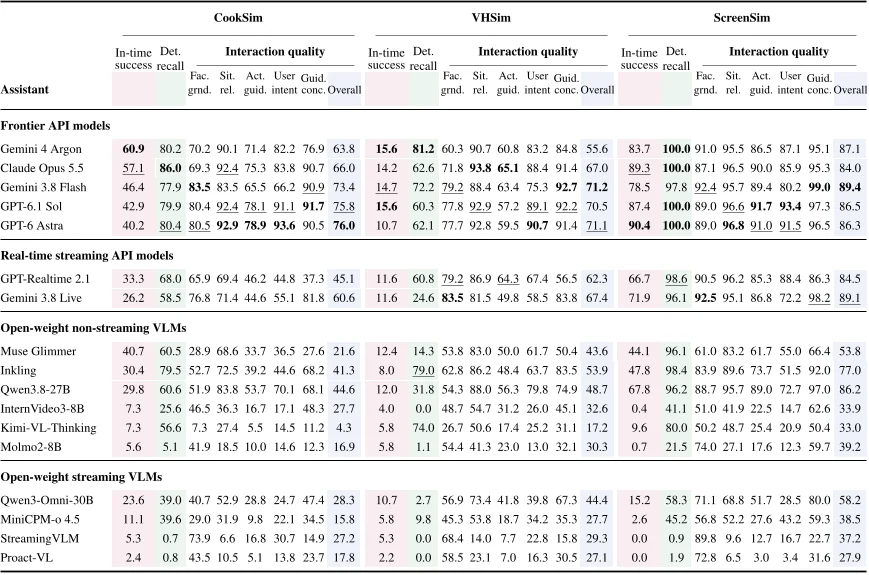 CookSim VHSim ScreenSim
In-time success Det. recall Interaction quality In-time success Det. recall Interaction quality In-time success Det. recall Interaction quality
Assistant Fac. grnd. Sit. rel. Act. guid. User intent Guid. conc. Overall Fac. grnd. Sit. rel. Act. guid. User intent Guid. conc. Overall Fac. grnd. Sit. rel. Act. guid. User intent Guid. conc. Overall
Frontier API models
Gemini 4 Argon 60.9 80.2 70.2 90.1 71.4 82.2 76.9 63.8 15.6 81.2 60.3 90.7 60.8 83.2 84.8 55.6 83.7 100.0 91.0 95.5 86.5 87.1 95.1 87.1
Claude Opus 5.5 57.1 86.0 69.3 92.4 75.3 83.8 90.7 66.0 14.2 62.6 71.8 93.8 65.1 88.4 91.4 67.0 89.3 100.0 87.1 96.5 90.0 85.9 95.3 84.0
Gemini 3.8 Flash 46.4 77.9 83.5 83.5 65.5 66.2 90.9 73.4 14.7 72.2 79.2 88.4 63.4 75.3 92.7 71.2 78.5 97.8 92.4 95.7 89.4 80.2 99.0 89.4
GPT-6.1 Sol 42.9 79.9 80.4 92.4 78.1 91.1 91.7 75.8 15.6 60.3 77.8 92.9 57.2 89.1 92.2 70.5 87.4 100.0 89.0 96.6 91.7 93.4 97.3 86.5
GPT-6 Astra 40.2 80.4 80.5 92.9 78.9 93.6 90.5 76.0 10.7 62.1 77.7 92.8 59.5 90.7 91.4 71.1 90.4 100.0 89.0 96.8 91.0 91.5 96.5 86.3
Real-time streaming API models
GPT-Realtime 2.1 33.3 68.0 65.9 69.4 46.2 44.8 37.3 45.1 11.6 60.8 79.2 86.9 64.3 67.4 56.5 62.3 66.7 98.6 90.5 96.2 85.3 88.4 86.3 84.5
Gemini 3.8 Live 26.2 58.5 76.8 71.4 44.6 55.1 81.8 60.6 11.6 24.6 83.5 81.5 49.8 58.5 83.8 67.4 71.9 96.1 92.5 95.1 86.8 72.2 98.2 89.1
Open-weight non-streaming VLMs
Muse Glimmer 40.7 60.5 28.9 68.6 33.7 36.5 27.6 21.6 12.4 14.3 53.8 83.0 50.0 61.7 50.4 43.6 44.1 96.1 61.0 83.2 61.7 55.0 66.4 53.8
Inkling 30.4 79.5 52.7 72.5 39.2 44.6 68.2 41.3 8.0 79.0 62.8 86.2 48.4 63.7 83.5 53.9 47.8 98.4 83.9 89.6 73.7 51.5 92.0 77.0
Qwen3.8-27B 29.8 60.6 51.9 83.8 53.7 70.1 68.1 44.6 12.0 31.8 54.3 88.0 56.3 79.8 74.9 48.7 67.8 96.2 88.7 95.7 89.0 72.7 97.0 86.2
InternVideo3-8B 7.3 25.6 46.5 36.3 16.7 17.1 48.3 27.7 4.0 0.0 48.7 54.7 31.2 26.0 45.1 32.6 0.4 41.1 51.0 41.9 22.5 14.7 62.6 33.9
Kimi-VL-Thinking 7.3 56.6 7.3 27.4 5.5 14.5 11.2 4.3 5.8 74.0 26.7 50.6 17.4 25.2 31.1 17.2 9.6 80.0 50.2 48.7 25.4 20.9 50.4 33.0
Molmo2-8B 5.6 5.1 41.9 18.5 10.0 14.6 12.3 16.9 5.8 1.1 54.4 41.3 23.0 13.0 32.1 30.3 0.7 21.5 74.0 27.1 17.6 12.3 59.7 39.2
Open-weight streaming VLMs
Qwen3-Omni-30B 23.6 39.0 40.7 52.9 28.8 24.7 47.4 28.3 10.7 2.7 56.9 73.4 41.8 39.8 67.3 44.4 15.2 58.3 71.1 68.8 51.7 28.5 80.0 58.2
MiniCPM-o 4.5 11.1 39.6 29.0 31.9 9.8 22.1 34.5 15.8 5.8 9.8 45.3 53.8 18.7 34.2 35.3 27.7 2.6 45.2 56.8 52.2 27.6 43.2 59.3 38.5
StreamingVLM 5.3 0.7 73.9 6.6 16.8 30.7 14.9 27.2 5.3 0.0 68.4 14.0 7.7 22.8 15.8 29.3 0.0 0.9 89.8 9.6 12.7 16.7 22.7 37.2
Proact-VL 2.4 0.8 43.5 10.5 5.1 13.8 23.7 17.8 2.2 0.0 58.5 23.1 7.0 16.3 30.5 27.1 0.0 1.9 72.8 6.5 3.0 3.4 31.6 27.9